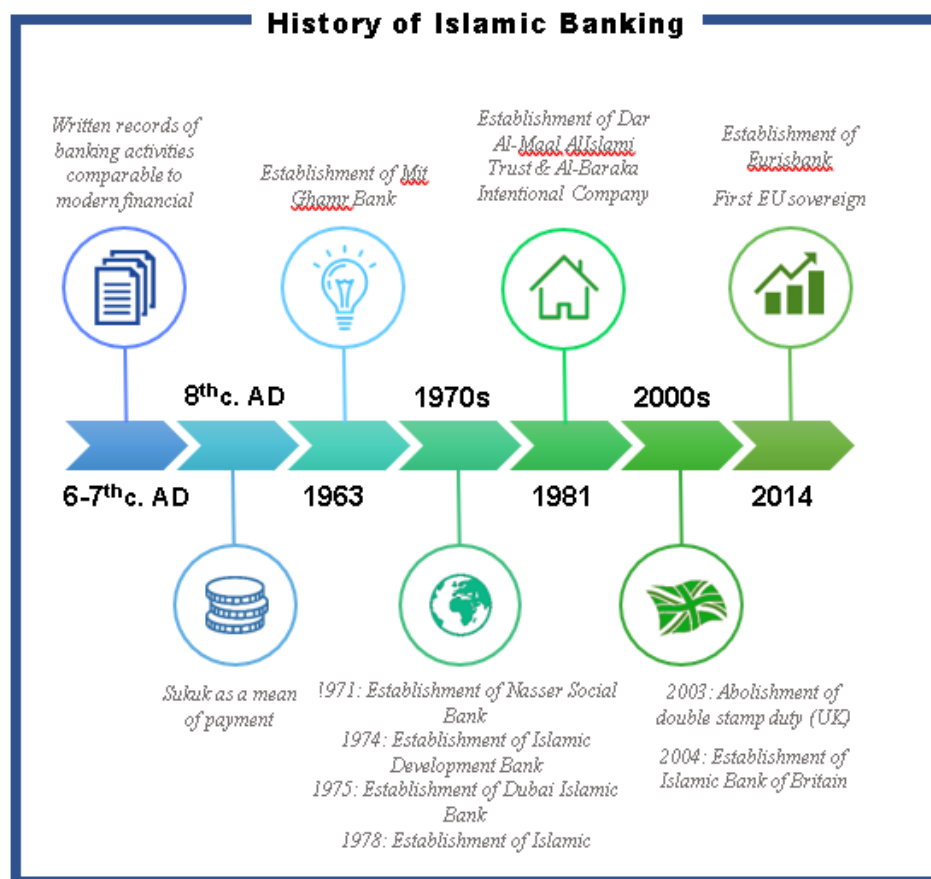 History of Islamic Banking
Written records of
banking activities
comparable to
modern financial
Establishment of Mit
Ghamr Bank
Establishment of Dar
Al-Maal AlIslami
Trust & Al-Baraka
Intentional Company
Establishment of
Eurisbank
First EU sovereign
8th c. AD
1970s
2000s
6-7th c. AD
1963
1981
2014
Sukuk as a mean
of payment
1971: Establishment of Nasser Social
Bank
1974: Establishment of Islamic
Development Bank
1975: Establishment of Dubai Islamic
Bank
1978: Establishment of Islamic
2003: Abolishment of
double stamp duty (UK)
2004: Establishment of
Islamic Bank of Britain